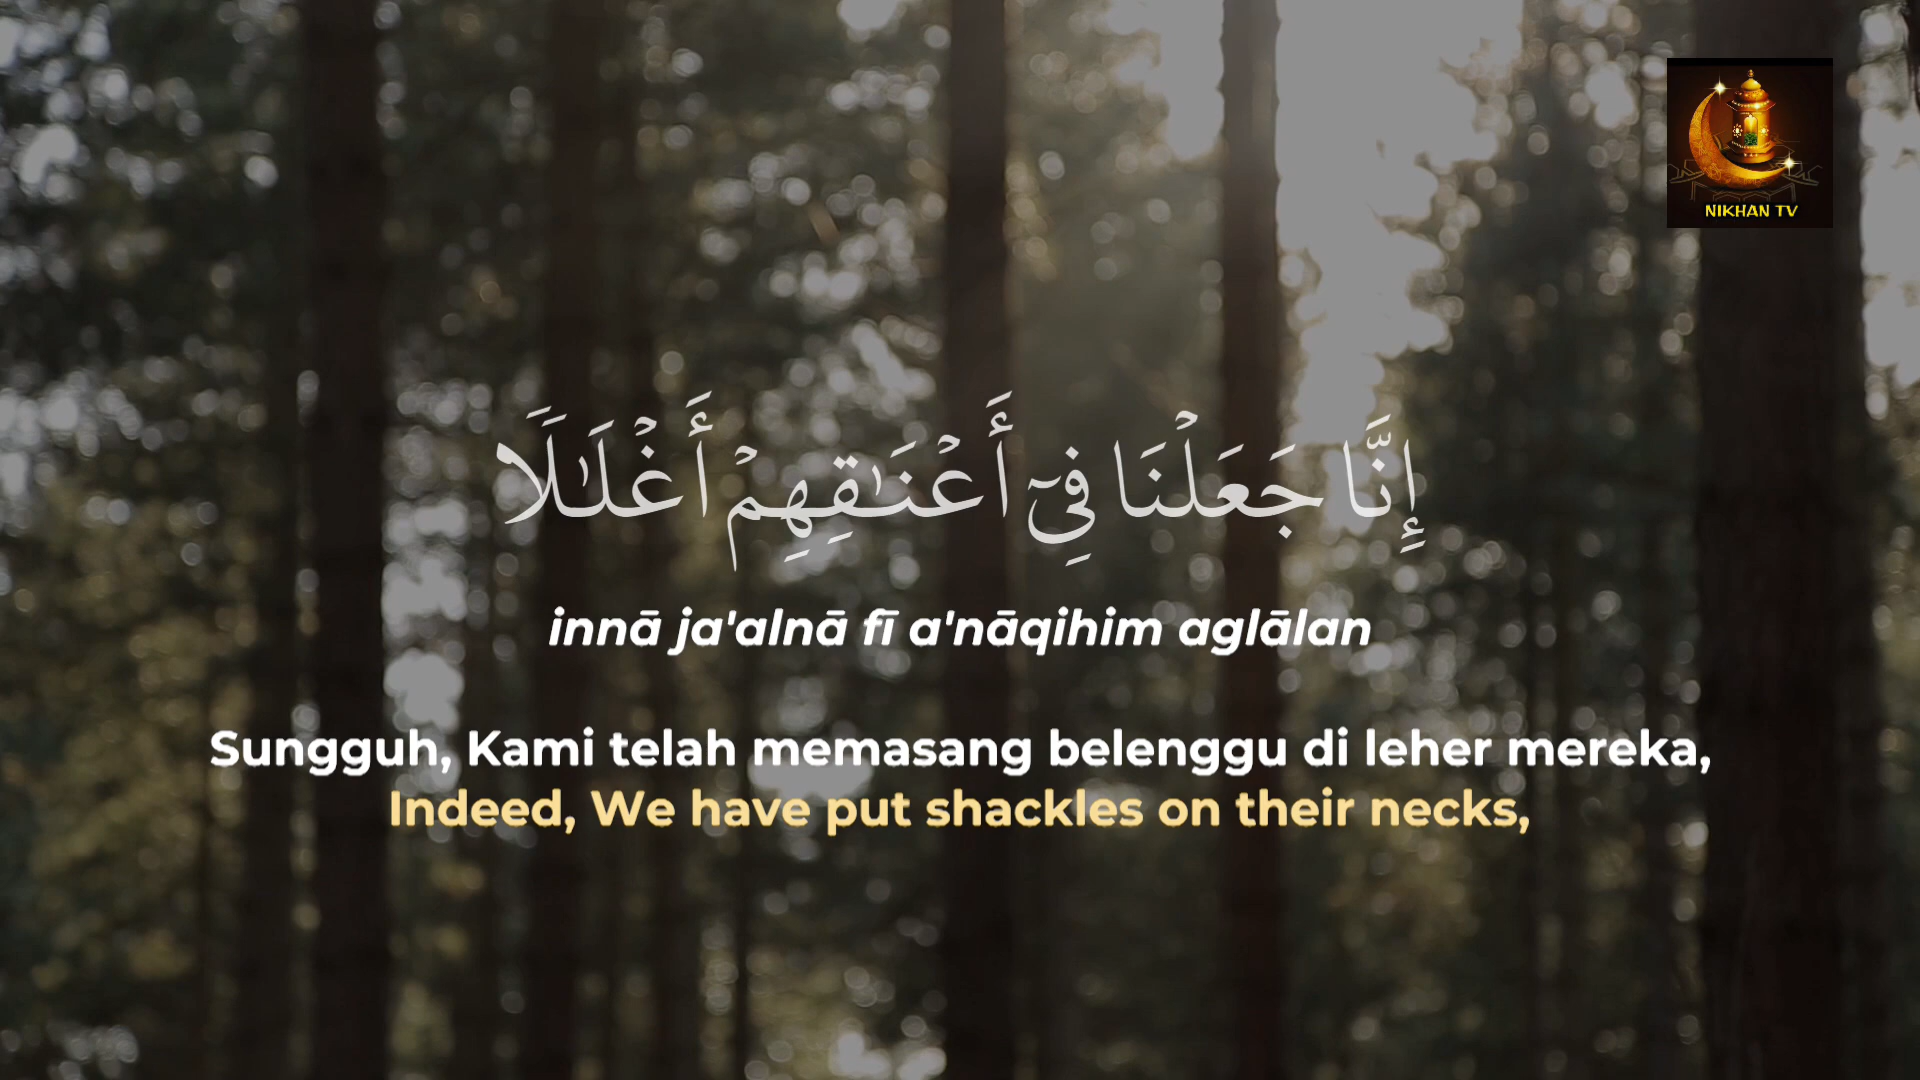 NIKHAN TV
إِنَّا جَعَلْنَا فِىٓ أَعْنَـٰقِهِمْ أَغْلَـٰلًا
innā ja'alnā fī a'nāqihim aglālan
Sungguh, Kami telah memasang belenggu di leher mereka,
Indeed, We have put shackles on their necks,